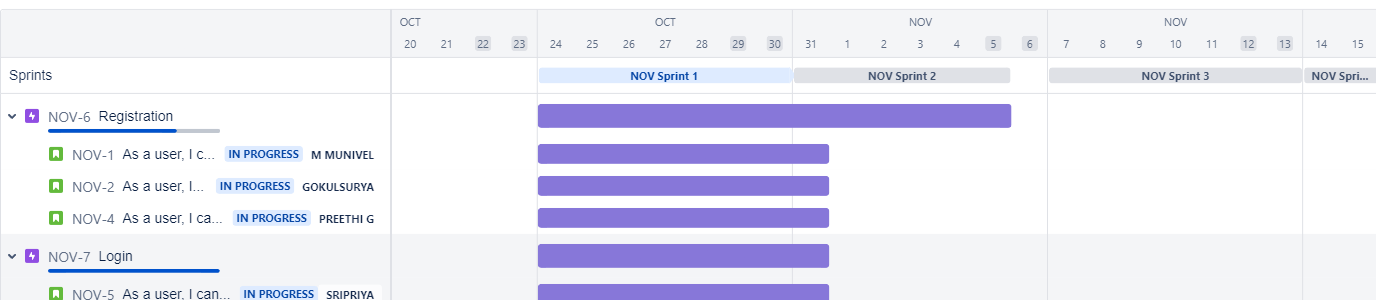 OCT OCT NOV NOV
20 21 22 23 24 25 26 27 28 29 30 31 1 2 3 4 5 6 7 8 9 10 11 12 13 14 15
Sprints NOV Sprint 1 NOV Sprint 2 NOV Sprint 3 NOV Spri...
NOV-6 Registration
NOV-1 As a user, I c... IN PROGRESS M MUNIVEL
NOV-2 As a user, I... IN PROGRESS GOKULSURYA
NOV-4 As a user, I ca... IN PROGRESS PREETHI G
NOV-7 Login
NOV-5 As a user, I can... IN PROGRESS SRIPRIYA